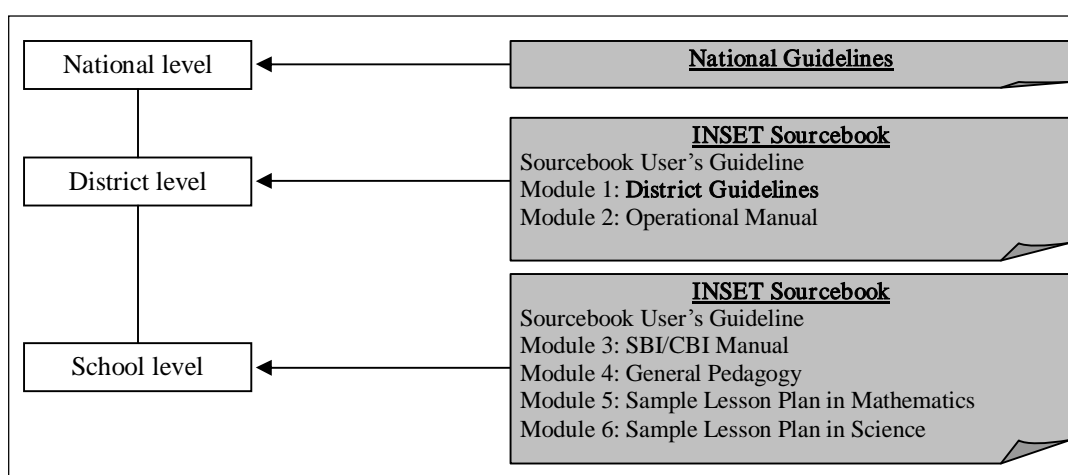 National level
National Guidelines
District level
INSET Sourcebook
Sourcebook User's Guideline
Module 1: District Guidelines
Module 2: Operational Manual
School level
INSET Sourcebook
Sourcebook User's Guideline
Module 3: SBI/CBI Manual
Module 4: General Pedagogy
Module 5: Sample Lesson Plan in Mathematics
Module 6: Sample Lesson Plan in Science